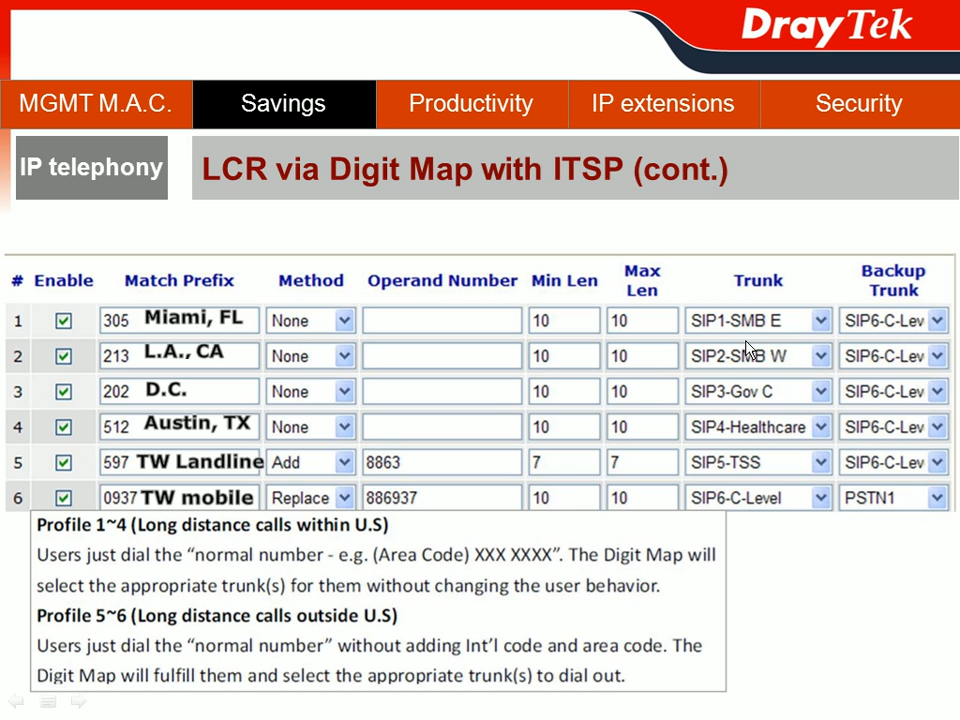 DrayTek
MGMT M.A.C. Savings Productivity IP extensions Security
IP telephony LCR via Digit Map with ITSP (cont.)
# Enable Match Prefix Method Operand Number Min Len Max Len Trunk Backup Trunk
1 305 Miami, FL None 10 10 SIP1-SMB E SIP6-C-Lev
2 213 L.A., CA None 10 10 SIP2-SMB W SIP6-C-Lev
3 202 D.C. None 10 10 SIP3-Gov C SIP6-C-Lev
4 512 Austin, TX None 10 10 SIP4-Healthcare SIP6-C-Lev
5 597 TW Landline Add 8863 7 7 SIP5-TSS SIP6-C-Lev
6 0937 TW mobile Replace 886937 10 10 SIP6-C-Level PSTN1
Profile 1~4 (Long distance calls within U.S)
Users just dial the “normal number - e.g. (Area Code) XXX XXXX”. The Digit Map will
select the appropriate trunk(s) for them without changing the user behavior.
Profile 5~6 (Long distance calls outside U.S)
Users just dial the “normal number” without adding Int’l code and area code. The
Digit Map will fulfill them and select the appropriate trunk(s) to dial out.